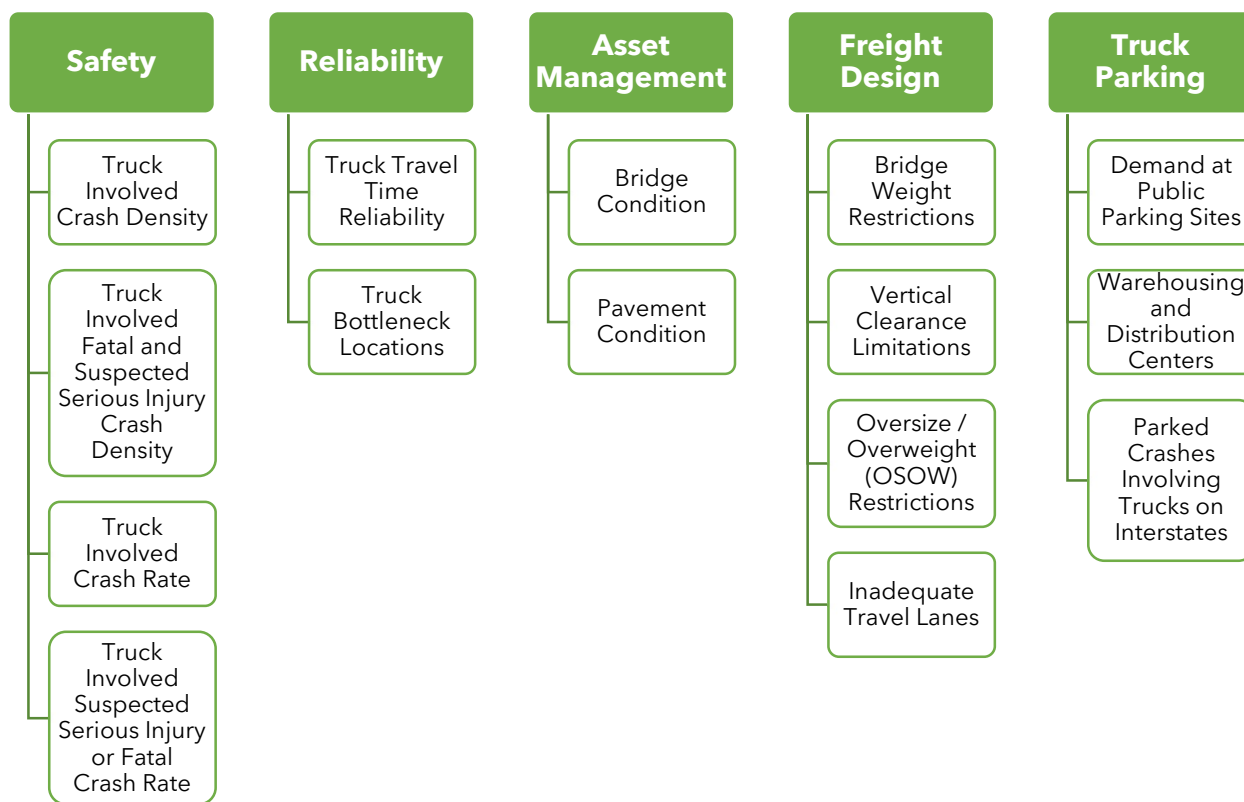 Safety
Truck
Involved
Crash Density
Truck
Involved
Fatal and
Suspected
Serious Injury
Crash
Density
Truck
Involved
Crash Rate
Truck
Involved
Suspected
Serious Injury
or Fatal
Crash Rate
Reliability
Truck Travel
Time
Reliability
Truck
Bottleneck
Locations
Asset
Management
Bridge
Condition
Pavement
Condition
Freight
Design
Bridge
Weight
Restrictions
Vertical
Clearance
Limitations
Oversize /
Overweight
(OSOW)
Restrictions
Inadequate
Travel Lanes
Truck
Parking
Demand at
Public
Parking Sites
Warehousing
and
Distribution
Centers
Parked
Crashes
Involving
Trucks on
Interstates